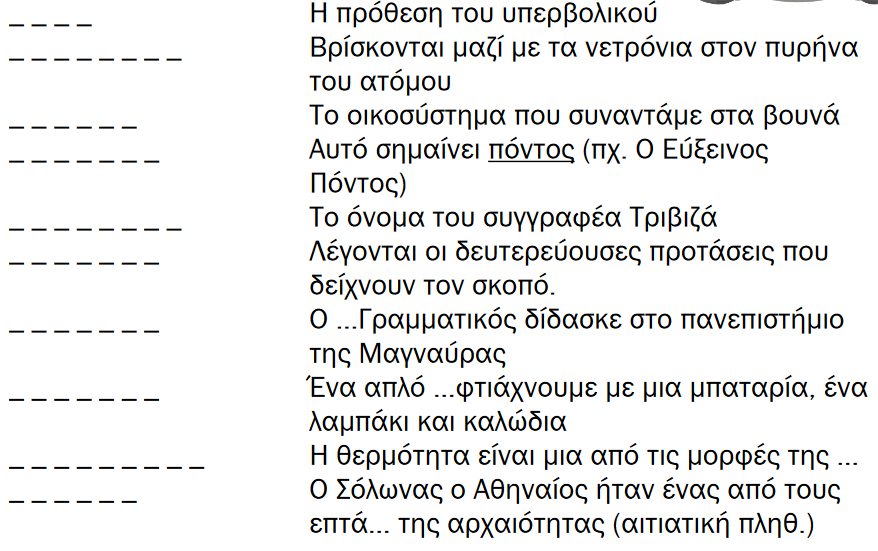 _ _ _ _ Η πρόθεση του υπερβολικού
_ _ _ _ _ _ _ _ Βρίσκονται μαζί με τα νετρόνια στον πυρήνα
του ατόμου
_ _ _ _ _ _ Το οικοσύστημα που συναντάμε στα βουνά
_ _ _ _ _ _ _ Αυτό σημαίνει πόντος (πχ. Ο Εύξεινος
Πόντος)
_ _ _ _ _ _ _ _ Το όνομα του συγγραφέα Τριβιζά
_ _ _ _ _ _ _ Λέγονται οι δευτερεύουσες προτάσεις που
δείχνουν τον σκοπό.
_ _ _ _ _ _ _ Ο ...Γραμματικός δίδασκε στο πανεπιστήμιο
της Μαγναύρας
_ _ _ _ _ _ _ Ένα απλό ...φτιάχνουμε με μια μπαταρία, ένα
λαμπάκι και καλώδια
_ _ _ _ _ _ _ _ _ Η θερμότητα είναι μια από τις μορφές της ...
_ _ _ _ _ _ Ο Σόλωνας ο Αθηναίος ήταν ένας από τους
επτά... της αρχαιότητας (αιτιατική πληθ.)